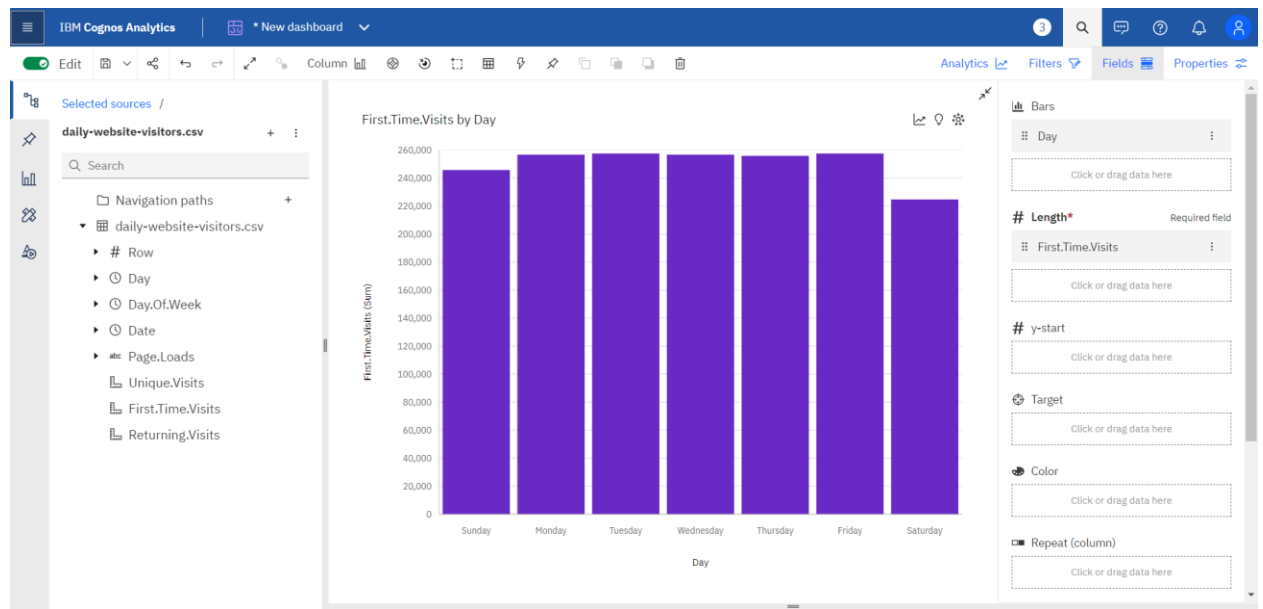 IBM Cognos Analytics
* New dashboard
3
Edit
Column
Analytics
Filters
Fields
Properties
Selected sources /
daily-website-visitors.csv
Search
Navigation paths
daily-website-visitors.csv
# Row
Day
Day.Of.Week
Date
abc Page.Loads
Unique.Visits
First.Time.Visits
Returning.Visits
First.Time.Visits by Day
260,000
240,000
220,000
200,000
180,000
160,000
140,000
120,000
100,000
80,000
60,000
40,000
20,000
0
First.Time.Visits (Sum)
Sunday Monday Tuesday Wednesday Thursday Friday Saturday
Day
Bars
Day
Click or drag data here
# Length* Required field
First.Time.Visits
Click or drag data here
# y-start
Click or drag data here
Target
Click or drag data here
Color
Click or drag data here
Repeat (column)
Click or drag data here